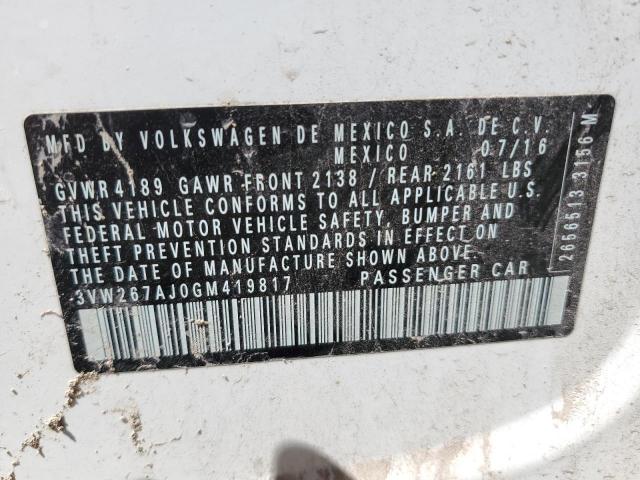 MFD BY VOLKSWAGEN DE MEXICO S.A. DE C.V.
MEXICO 07/16
GVWR 4189 GAWR FRONT 2138 / REAR 2161 LBS
THIS VEHICLE CONFORMS TO ALL APPLICABLE U.S.
FEDERAL MOTOR VEHICLE SAFETY, BUMPER AND
THEFT PREVENTION STANDARDS IN EFFECT ON
THE DATE OF MANUFACTURE SHOWN ABOVE.
3VW267AJ0GM419817 PASSENGER CAR
2656513 3156 M